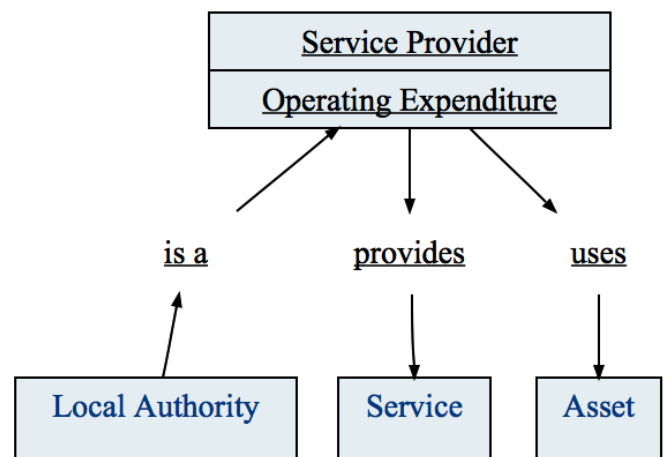 Service Provider
Operating Expenditure
is a provides uses
Local Authority Service Asset